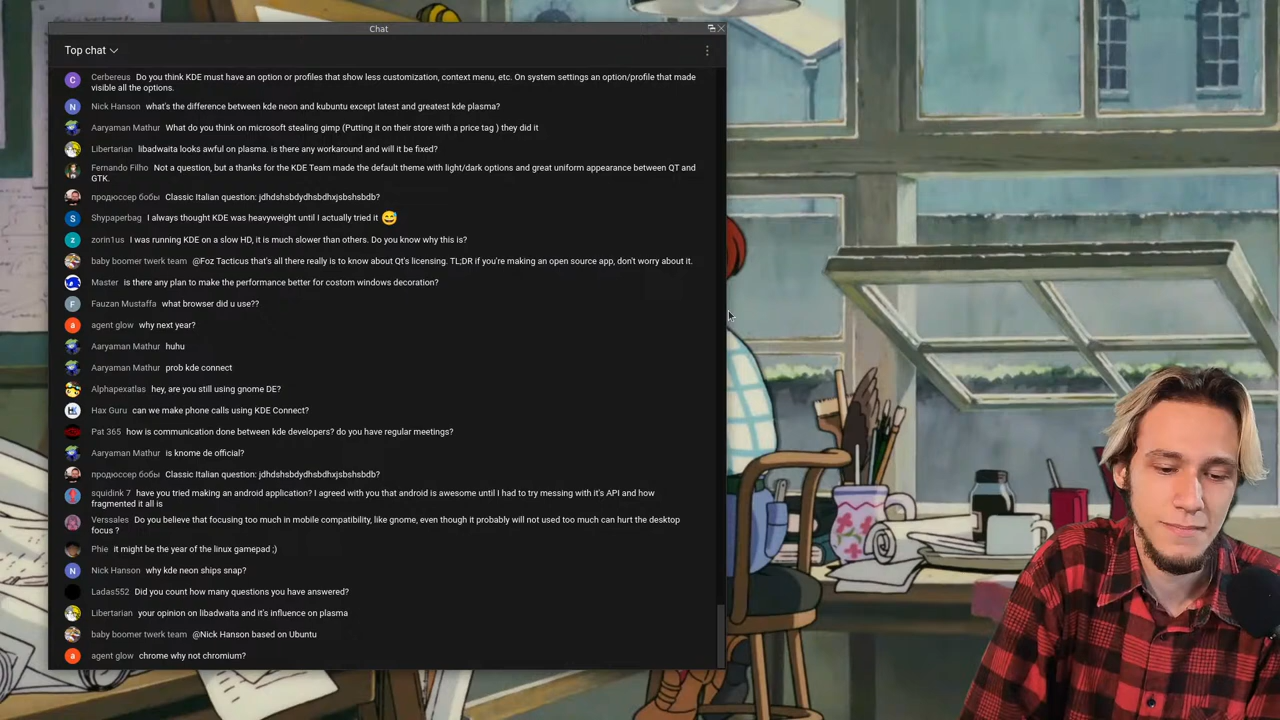 Chat
Top chat
C Cerbereus Do you think KDE must have an option or profiles that show less customization, context menu, etc. On system settings an option/profile that made
visible all the options.
N Nick Hanson what's the difference between kde neon and kubuntu except latest and greatest kde plasma?
Aaryaman Mathur What do you think on microsoft stealing gimp (Putting it on their store with a price tag ) they did it
Libertarian libadwaita looks awful on plasma. is there any workaround and will it be fixed?
Fernando Filho Not a question, but a thanks for the KDE Team made the default theme with light/dark options and great uniform appearance between QT and
GTK.
продюссер бобы Classic Italian question: jdhdshsbdydhsbdhxjsbshsbdb?
S Shypaperbag I always thought KDE was heavyweight until I actually tried it 😅
z zorin1us I was running KDE on a slow HD, it is much slower than others. Do you know why this is?
baby boomer twerk team @Foz Tacticus that's all there really is to know about Qt's licensing. TL;DR if you're making an open source app, don't worry about it.
Master is there any plan to make the performance better for costom windows decoration?
F Fauzan Mustaffa what browser did u use??
a agent glow why next year?
Aaryaman Mathur huhu
Aaryaman Mathur prob kde connect
Alphapexatlas hey, are you still using gnome DE?
Hax Guru can we make phone calls using KDE Connect?
Pat 365 how is communication done between kde developers? do you have regular meetings?
Aaryaman Mathur is knome de official?
продюссер бобы Classic Italian question: jdhdshsbdydhsbdhxjsbshsbdb?
squidink 7 have you tried making an android application? I agreed with you that android is awesome until I had to try messing with it's API and how
fragmented it all is
Verssales Do you believe that focusing too much in mobile compatibility, like gnome, even though it probably will not used too much can hurt the desktop
focus ?
Phie it might be the year of the linux gamepad ;)
N Nick Hanson why kde neon ships snap?
Ladas552 Did you count how many questions you have answered?
Libertarian your opinion on libadwaita and it's influence on plasma
baby boomer twerk team @Nick Hanson based on Ubuntu
a agent glow chrome why not chromium?